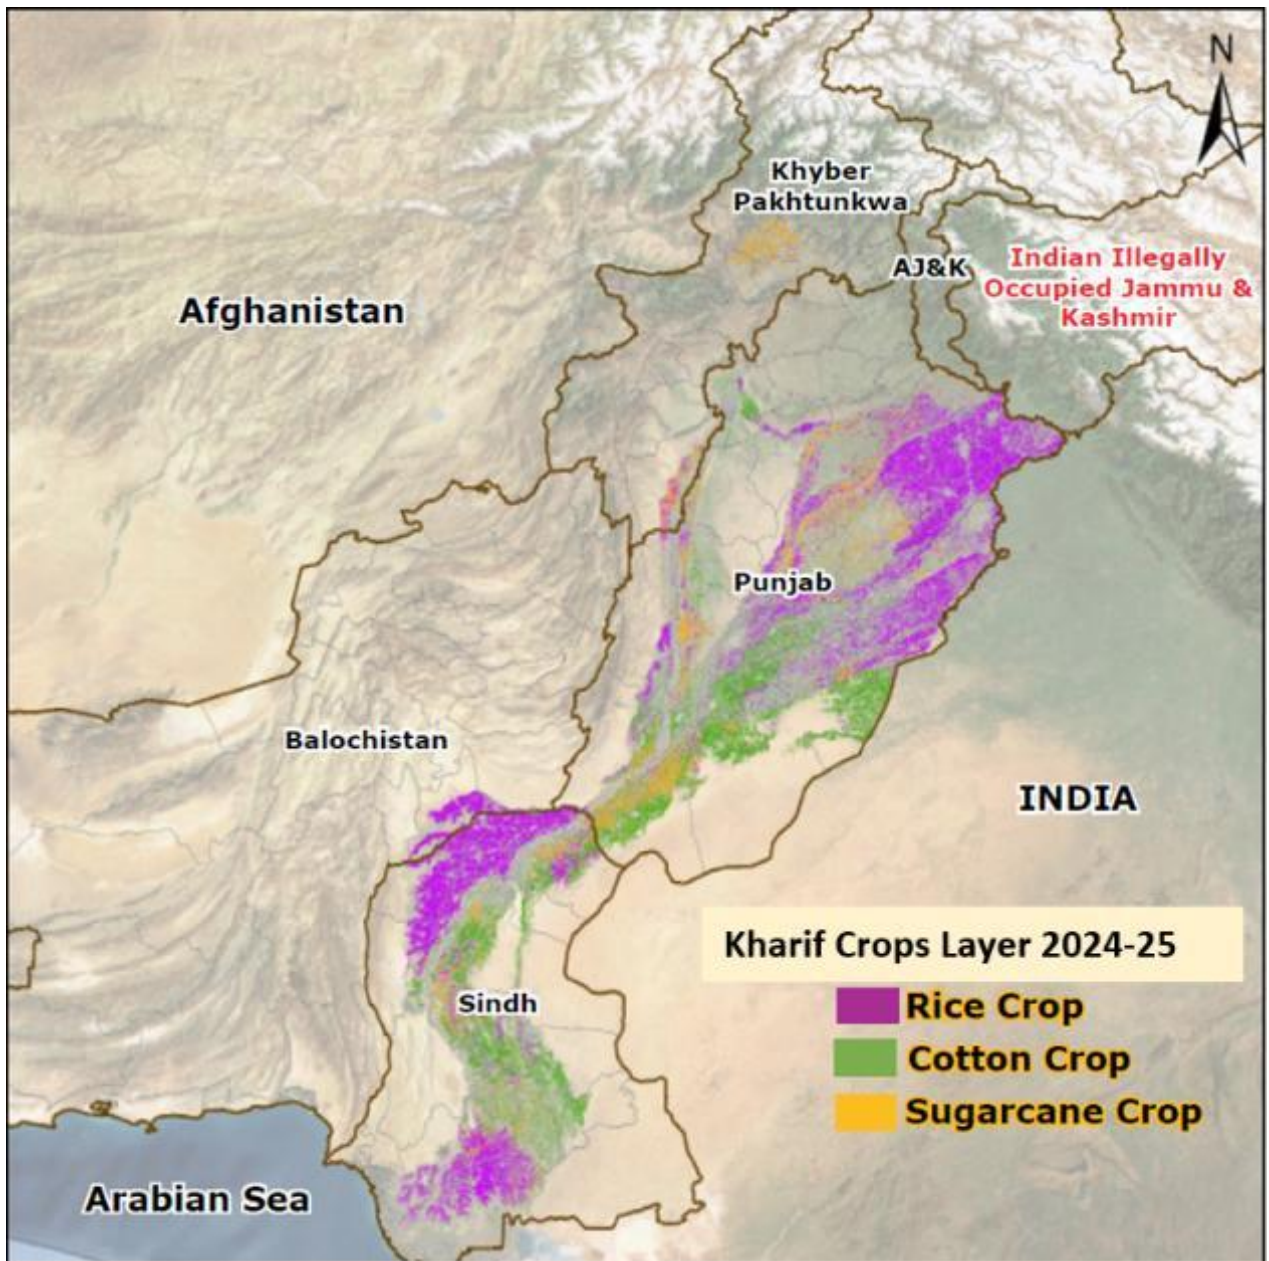 N
Khyber
Pakhtunkwa
AJ&K
Indian Illegally
Occupied Jammu &
Kashmir
Afghanistan
Punjab
Balochistan
INDIA
Kharif Crops Layer 2024-25
Sindh
Rice Crop
Cotton Crop
Sugarcane Crop
Arabian Sea